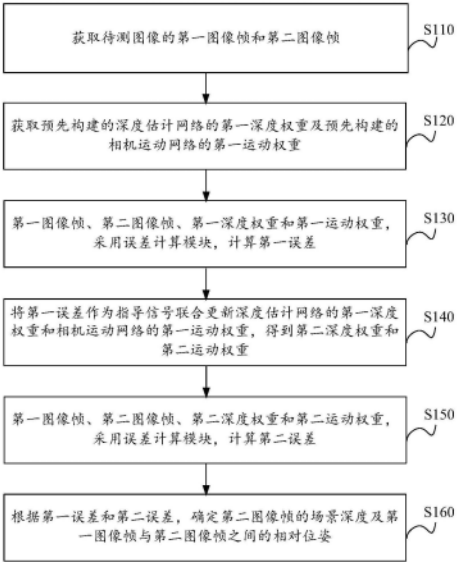 获取待测图像的第一图像帧和第二图像帧
S110
获取预先构建的深度估计网络的第一深度权重及预先构建的
相机运动网络的第一运动权重
S120
第一图像帧、第二图像帧、第一深度权重和第一运动权重，
采用误差计算模块，计算第一误差
S130
将第一误差作为指导信号联合更新深度估计网络的第一深度
权重和相机运动网络的第一运动权重，得到第二深度权重和
第二运动权重
S140
第一图像帧、第二图像帧、第二深度权重和第二运动权重，
采用误差计算模块，计算第二误差
S150
根据第一误差和第二误差，确定第二图像帧的场景深度及第
一图像帧与第二图像帧之间的相对位姿
S160